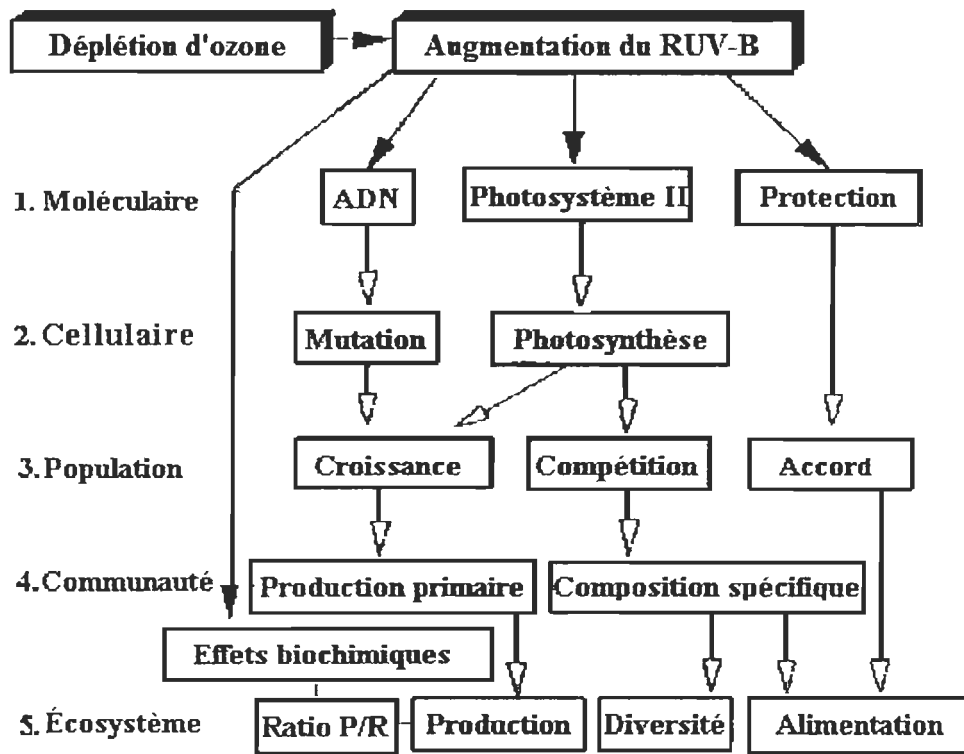 Déplétion d'ozone
Augmentation du RUV-B
1. Moléculaire
ADN
Photosystème II
Protection
2. Cellulaire
Mutation
Photosynthèse
3. Population
Croissance
Compétition
Accord
4. Communauté
Production primaire
Composition spécifique
Effets biochimiques
5. Écosystème
Ratio P/R
Production
Diversité
Alimentation